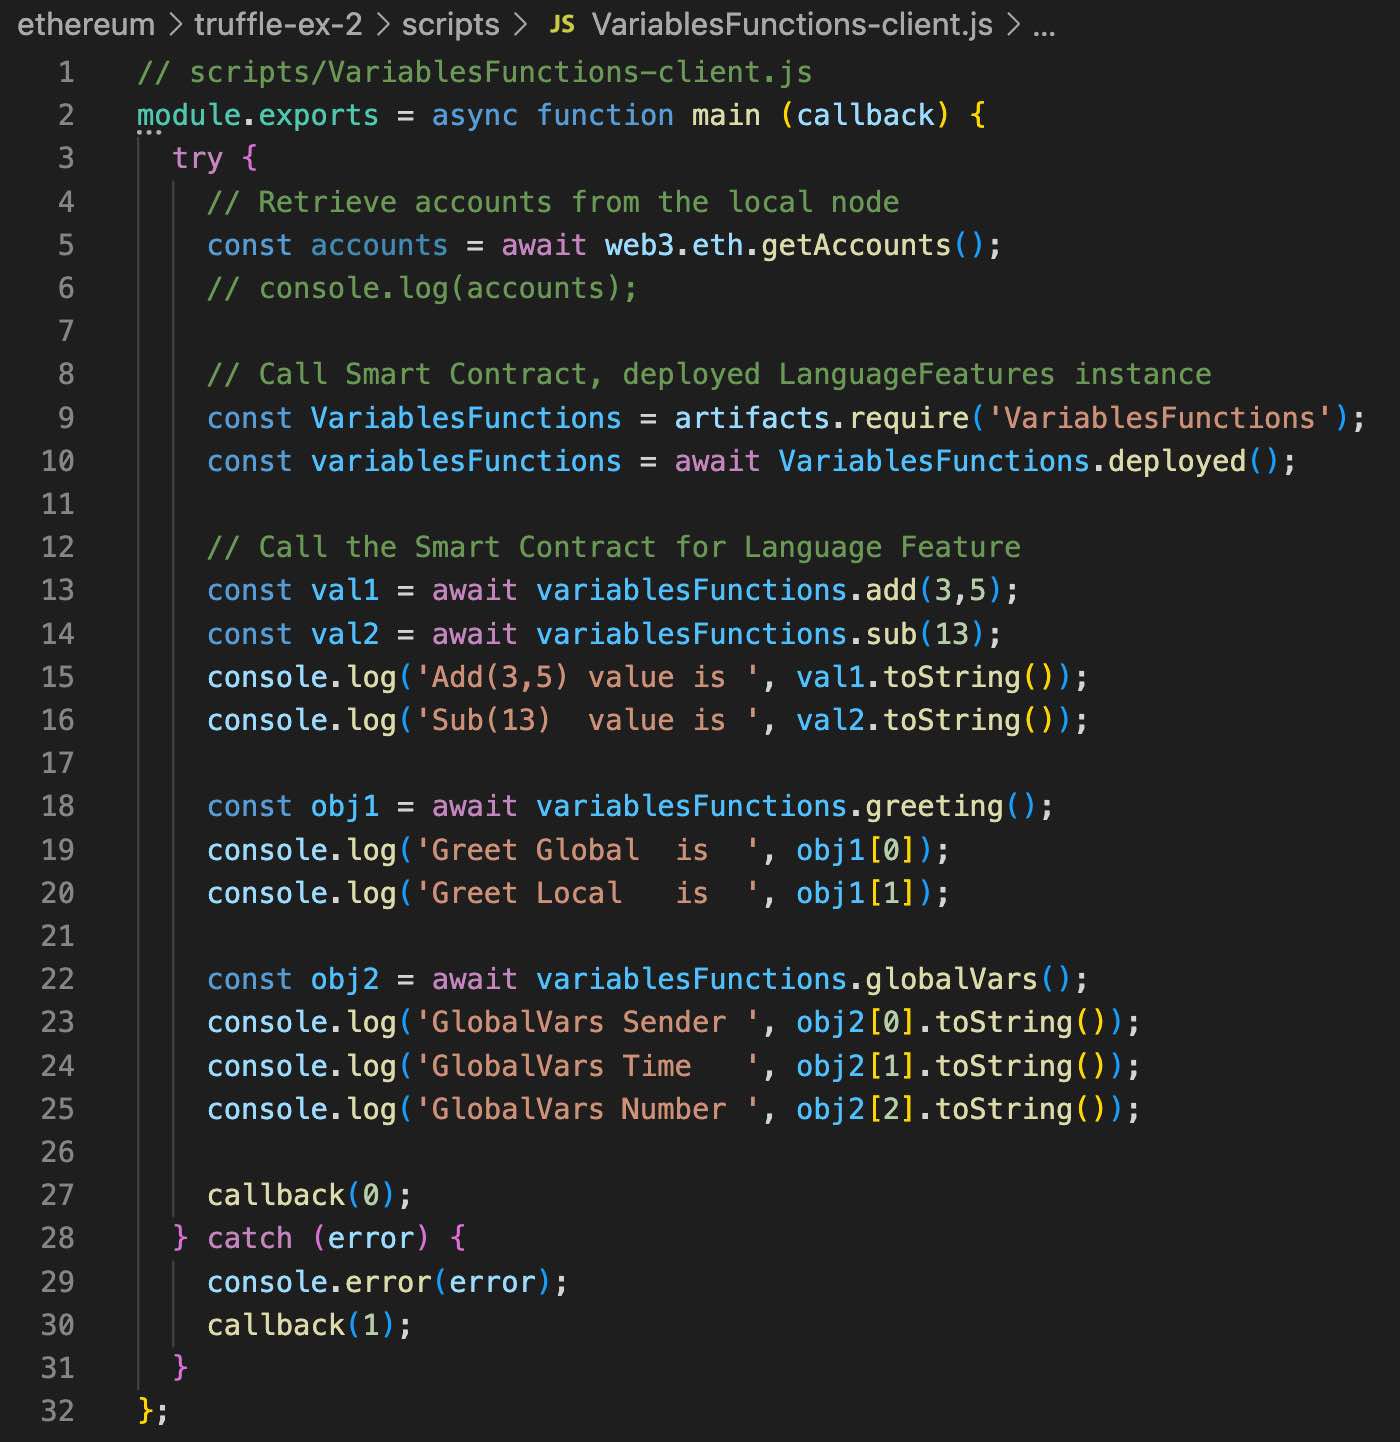 ethereum > truffle-ex-2 > scripts > JS VariablesFunctions-client.js > ...
1 // scripts/VariablesFunctions-client.js
2 module.exports = async function main (callback) {
3   try {
4     // Retrieve accounts from the local node
5     const accounts = await web3.eth.getAccounts();
6     // console.log(accounts);
7
8     // Call Smart Contract, deployed LanguageFeatures instance
9     const VariablesFunctions = artifacts.require('VariablesFunctions');
10     const variablesFunctions = await VariablesFunctions.deployed();
11
12     // Call the Smart Contract for Language Feature
13     const val1 = await variablesFunctions.add(3,5);
14     const val2 = await variablesFunctions.sub(13);
15     console.log('Add(3,5) value is ', val1.toString());
16     console.log('Sub(13)  value is ', val2.toString());
17
18     const obj1 = await variablesFunctions.greeting();
19     console.log('Greet Global  is  ', obj1[0]);
20     console.log('Greet Local   is  ', obj1[1]);
21
22     const obj2 = await variablesFunctions.globalVars();
23     console.log('GlobalVars Sender ', obj2[0].toString());
24     console.log('GlobalVars Time   ', obj2[1].toString());
25     console.log('GlobalVars Number ', obj2[2].toString());
26
27     callback(0);
28   } catch (error) {
29     console.error(error);
30     callback(1);
31   }
32 };